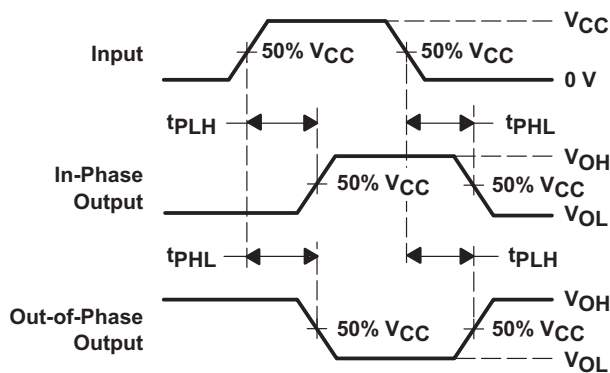 VCC
Input
50% VCC
50% VCC
0 V
tPLH
tPHL
In-Phase
Output
VOH
50% VCC
50% VCC
VOL
tPHL
tPLH
Out-of-Phase
Output
VOH
50% VCC
50% VCC
VOL